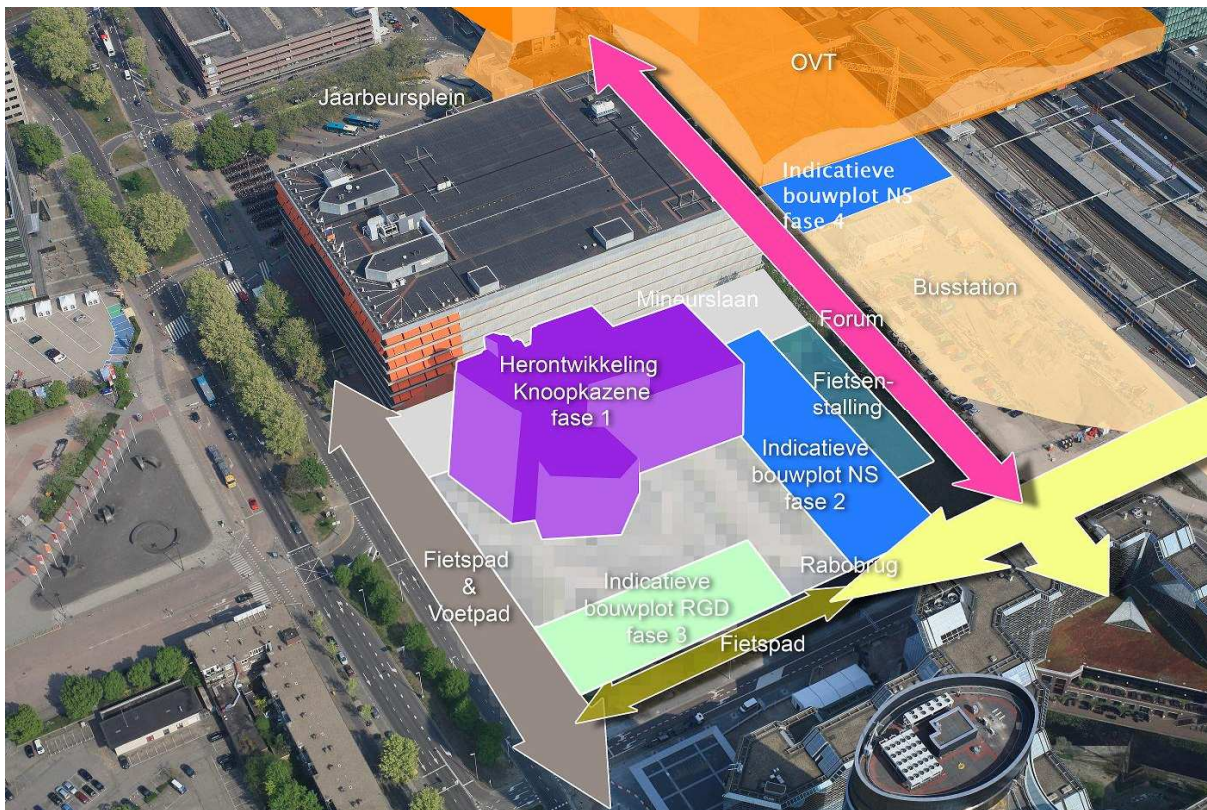 OVT
Jaarbeursplein
Indicatieve
bouwplot NS
fase 4
Busstation
Mineurslaan
Forum
Herontwikkeling
Knoopkazene
fase 1
Fietsen-
stalling
Indicatieve
bouwplot NS
fase 2
Fietspad
&
Voetpad
Rabobrug
Indicatieve
bouwplot RGD
fase 3
Fietspad